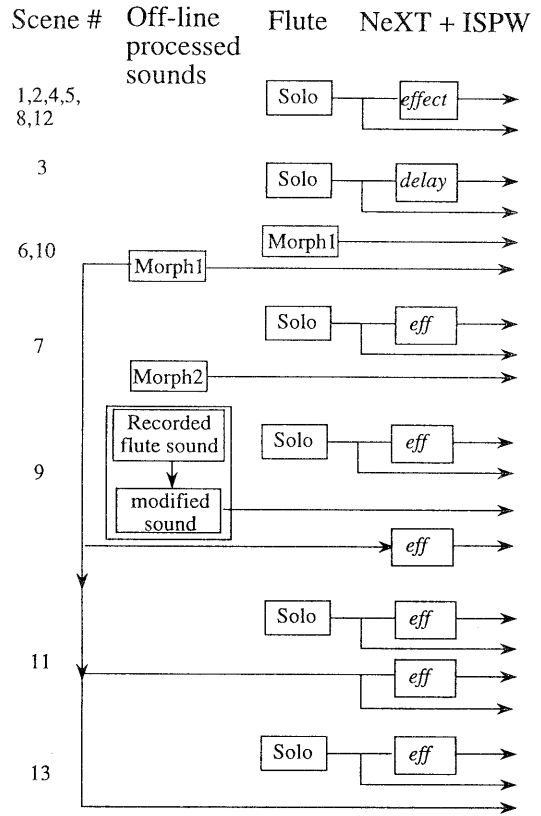 Scene # Off-line Flute NeXT + ISPW
processed
sounds
1,2,4,5, Solo effect
8,12
3 Solo delay
Morph1
6,10 Morph1
Solo eff
7
Morph2
Recorded Solo eff
flute sound
9
modified
sound
eff
Solo eff
11 eff
Solo eff
13